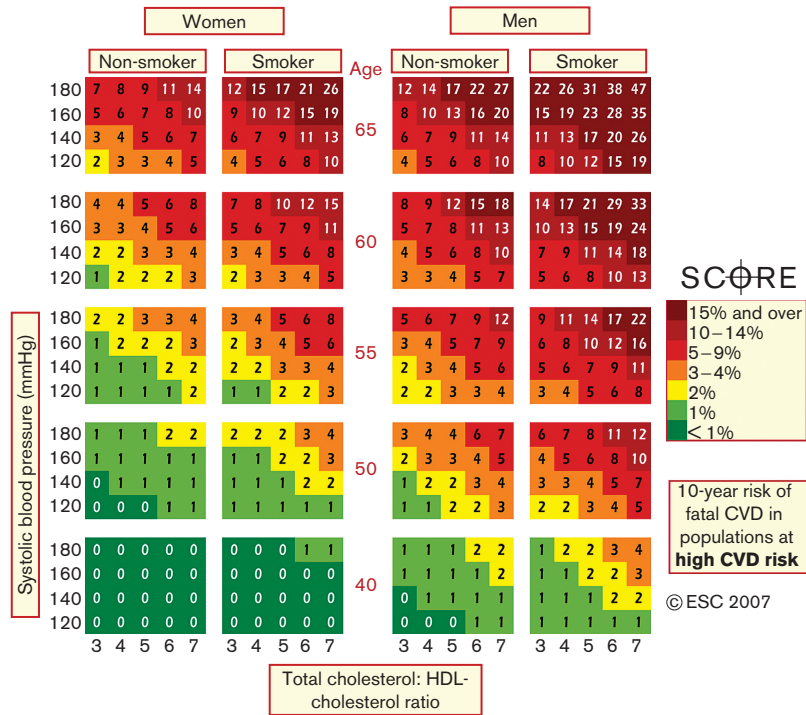 Women Men
Non-smoker Smoker Age Non-smoker Smoker
180 7 8 9 11 14 12 15 17 21 26 12 14 17 22 27 22 26 31 38 47
160 5 6 7 8 10 9 10 12 15 19 8 10 13 16 20 15 19 23 28 35
65
140 3 4 5 6 7 6 7 9 11 13 6 7 9 11 14 11 13 17 20 26
120 2 3 3 4 5 4 5 6 8 10 4 5 6 8 10 8 10 12 15 19
180 4 4 5 6 8 7 8 10 12 15 8 9 12 15 18 14 17 21 29 33
160 3 3 4 5 6 5 6 7 9 11 5 7 8 11 13 10 13 15 19 24
60
140 2 2 3 3 4 3 4 5 6 8 4 5 6 8 10 7 9 11 14 18
120 1 2 2 2 3 2 3 3 4 5 3 3 4 5 7 5 6 8 10 13
180 2 2 3 3 4 3 4 5 6 8 5 6 7 9 12 9 11 14 17 22
160 1 2 2 2 3 2 3 4 5 6 3 4 5 7 9 6 8 10 12 16
55
140 1 1 1 2 2 2 2 3 3 4 2 3 4 5 6 5 6 7 9 11
120 1 1 1 1 2 1 1 2 2 3 2 2 3 3 4 3 4 5 6 8
180 1 1 1 2 2 2 2 2 3 4 3 4 4 6 7 6 7 8 11 12
160 1 1 1 1 1 1 1 2 2 3 2 3 3 4 5 4 5 6 8 10
50
140 0 1 1 1 1 1 1 1 2 2 1 2 2 3 4 3 3 4 5 7
120 0 0 0 1 1 1 1 1 1 1 1 1 2 2 3 2 2 3 4 5
180 0 0 0 0 0 0 0 0 1 1 1 1 1 2 2 1 2 2 3 4
160 0 0 0 0 0 0 0 0 0 0 1 1 1 1 2 1 1 2 2 3
40
140 0 0 0 0 0 0 0 0 0 0 0 1 1 1 1 1 1 1 2 2
120 0 0 0 0 0 0 0 0 0 0 0 0 0 1 1 1 1 1 1 1
3 4 5 6 7 3 4 5 6 7 3 4 5 6 7 3 4 5 6 7
Systolic blood pressure (mmHg)
Total cholesterol: HDL-
cholesterol ratio
SCORE
15% and over
10–14%
5–9%
3–4%
2%
1%
< 1%
10-year risk of
fatal CVD in
populations at
high CVD risk
© ESC 2007